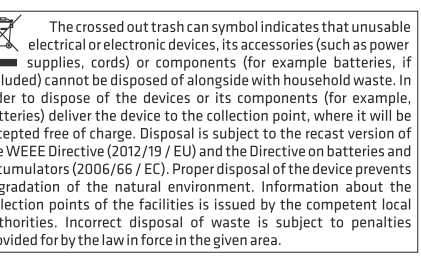 The crossed out trash can symbol indicates that unusable
electrical or electronic devices, its accessories (such as power
supplies, cords) or components (for example batteries, if
cluded) cannot be disposed of alongside with household waste. In
der to dispose of the devices or its components (for example,
tteries) deliver the device to the collection point, where it will be
cepted free of charge. Disposal is subject to the recast version of
e WEEE Directive (2012/19 / EU) and the Directive on batteries and
cumulators (2006/66 / EC). Proper disposal of the device prevents
gradation of the natural environment. Information about the
llection points of the facilities is issued by the competent local
thorities. Incorrect disposal of waste is subject to penalties
ovided for by the law in force in the given area.